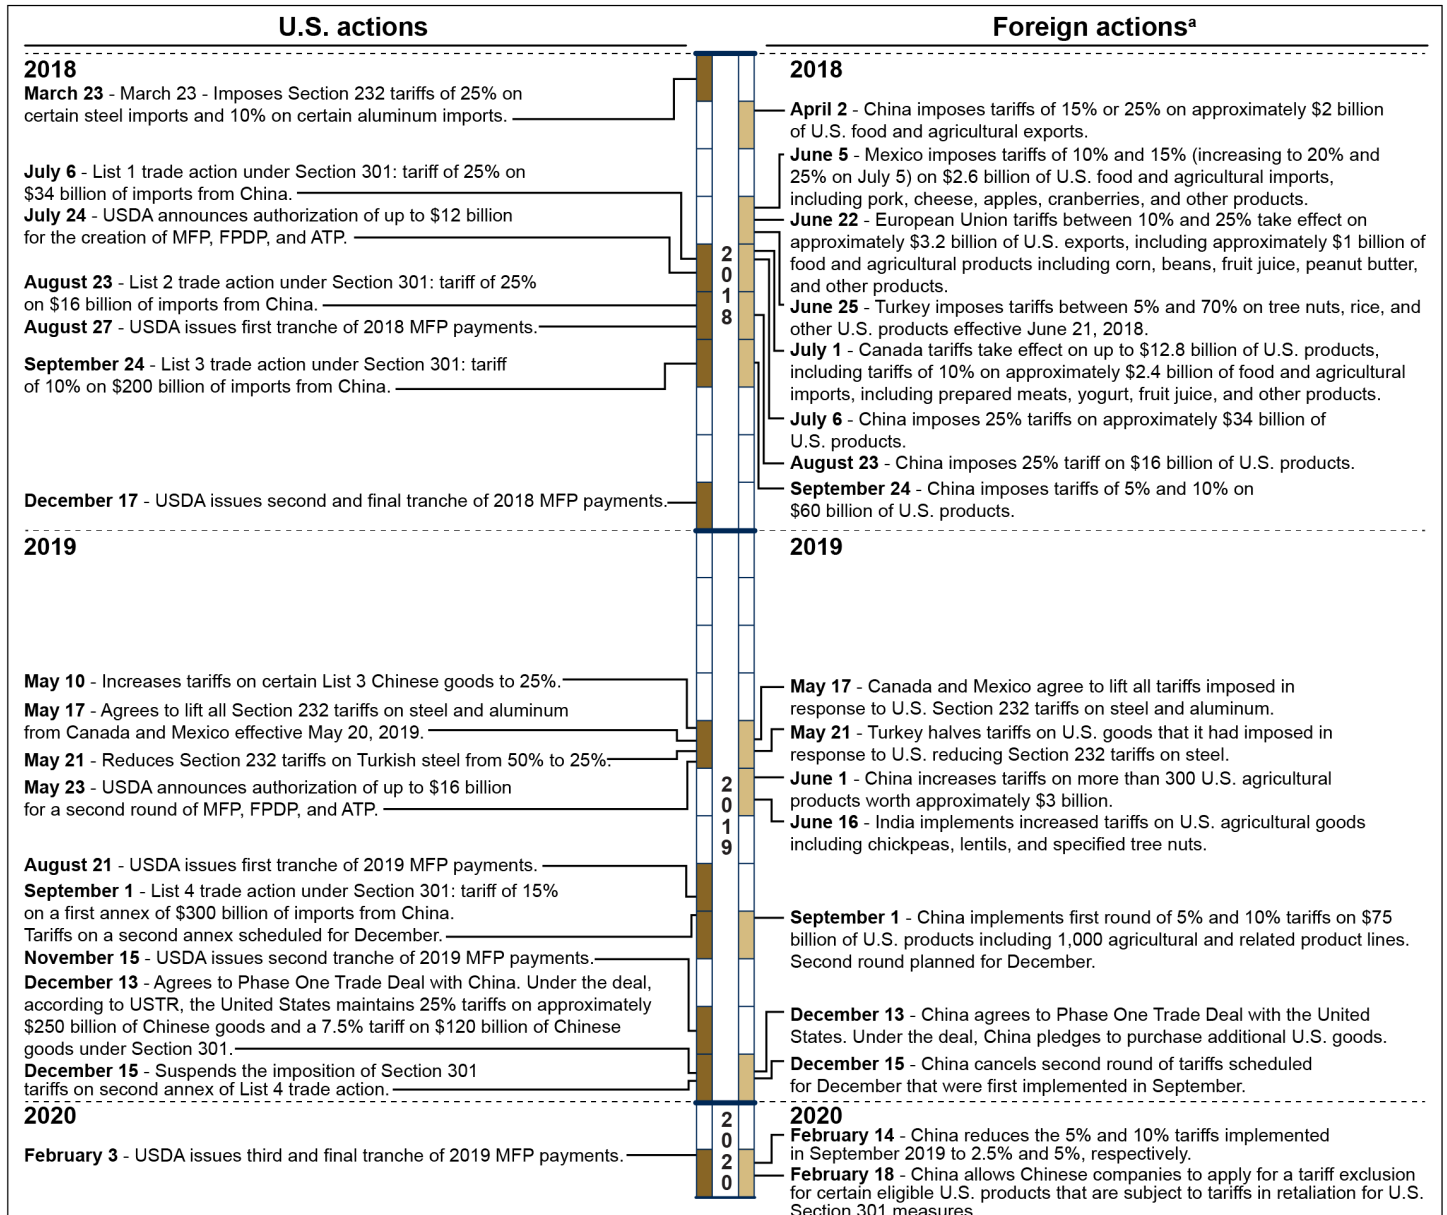 U.S. actions
2018
March 23 - March 23 - Imposes Section 232 tariffs of 25% on
certain steel imports and 10% on certain aluminum imports.
July 6 - List 1 trade action under Section 301: tariff of 25% on
$34 billion of imports from China.
July 24 - USDA announces authorization of up to $12 billion
for the creation of MFP, FPDP, and ATP.
August 23 - List 2 trade action under Section 301: tariff of 25%
on $16 billion of imports from China.
August 27 - USDA issues first tranche of 2018 MFP payments.
September 24 - List 3 trade action under Section 301: tariff
of 10% on $200 billion of imports from China.
December 17 - USDA issues second and final tranche of 2018 MFP payments.
2019
May 10 - Increases tariffs on certain List 3 Chinese goods to 25%.
May 17 - Agrees to lift all Section 232 tariffs on steel and aluminum
from Canada and Mexico effective May 20, 2019.
May 21 - Reduces Section 232 tariffs on Turkish steel from 50% to 25%.
May 23 - USDA announces authorization of up to $16 billion
for a second round of MFP, FPDP, and ATP.
August 21 - USDA issues first tranche of 2019 MFP payments.
September 1 - List 4 trade action under Section 301: tariff of 15%
on a first annex of $300 billion of imports from China.
Tariffs on a second annex scheduled for December.
November 15 - USDA issues second tranche of 2019 MFP payments.
December 13 - Agrees to Phase One Trade Deal with China. Under the deal,
according to USTR, the United States maintains 25% tariffs on approximately
$250 billion of Chinese goods and a 7.5% tariff on $120 billion of Chinese
goods under Section 301.
December 15 - Suspends the imposition of Section 301
tariffs on second annex of List 4 trade action.
2020
February 3 - USDA issues third and final tranche of 2019 MFP payments.
2018
2019
2020
Foreign actionsᵃ
2018
April 2 - China imposes tariffs of 15% or 25% on approximately $2 billion
of U.S. food and agricultural exports.
June 5 - Mexico imposes tariffs of 10% and 15% (increasing to 20% and
25% on July 5) on $2.6 billion of U.S. food and agricultural imports,
including pork, cheese, apples, cranberries, and other products.
June 22 - European Union tariffs between 10% and 25% take effect on
approximately $3.2 billion of U.S. exports, including approximately $1 billion of
food and agricultural products including corn, beans, fruit juice, peanut butter,
and other products.
June 25 - Turkey imposes tariffs between 5% and 70% on tree nuts, rice, and
other U.S. products effective June 21, 2018.
July 1 - Canada tariffs take effect on up to $12.8 billion of U.S. products,
including tariffs of 10% on approximately $2.4 billion of food and agricultural
imports, including prepared meats, yogurt, fruit juice, and other products.
July 6 - China imposes 25% tariffs on approximately $34 billion of
U.S. products.
August 23 - China imposes 25% tariff on $16 billion of U.S. products.
September 24 - China imposes tariffs of 5% and 10% on
$60 billion of U.S. products.
2019
May 17 - Canada and Mexico agree to lift all tariffs imposed in
response to U.S. Section 232 tariffs on steel and aluminum.
May 21 - Turkey halves tariffs on U.S. goods that it had imposed in
response to U.S. reducing Section 232 tariffs on steel.
June 1 - China increases tariffs on more than 300 U.S. agricultural
products worth approximately $3 billion.
June 16 - India implements increased tariffs on U.S. agricultural goods
including chickpeas, lentils, and specified tree nuts.
September 1 - China implements first round of 5% and 10% tariffs on $75
billion of U.S. products including 1,000 agricultural and related product lines.
Second round planned for December.
December 13 - China agrees to Phase One Trade Deal with the United
States. Under the deal, China pledges to purchase additional U.S. goods.
December 15 - China cancels second round of tariffs scheduled
for December that were first implemented in September.
2020
February 14 - China reduces the 5% and 10% tariffs implemented
in September 2019 to 2.5% and 5%, respectively.
February 18 - China allows Chinese companies to apply for a tariff exclusion
for certain eligible U.S. products that are subject to tariffs in retaliation for U.S.
Section 301 measures.